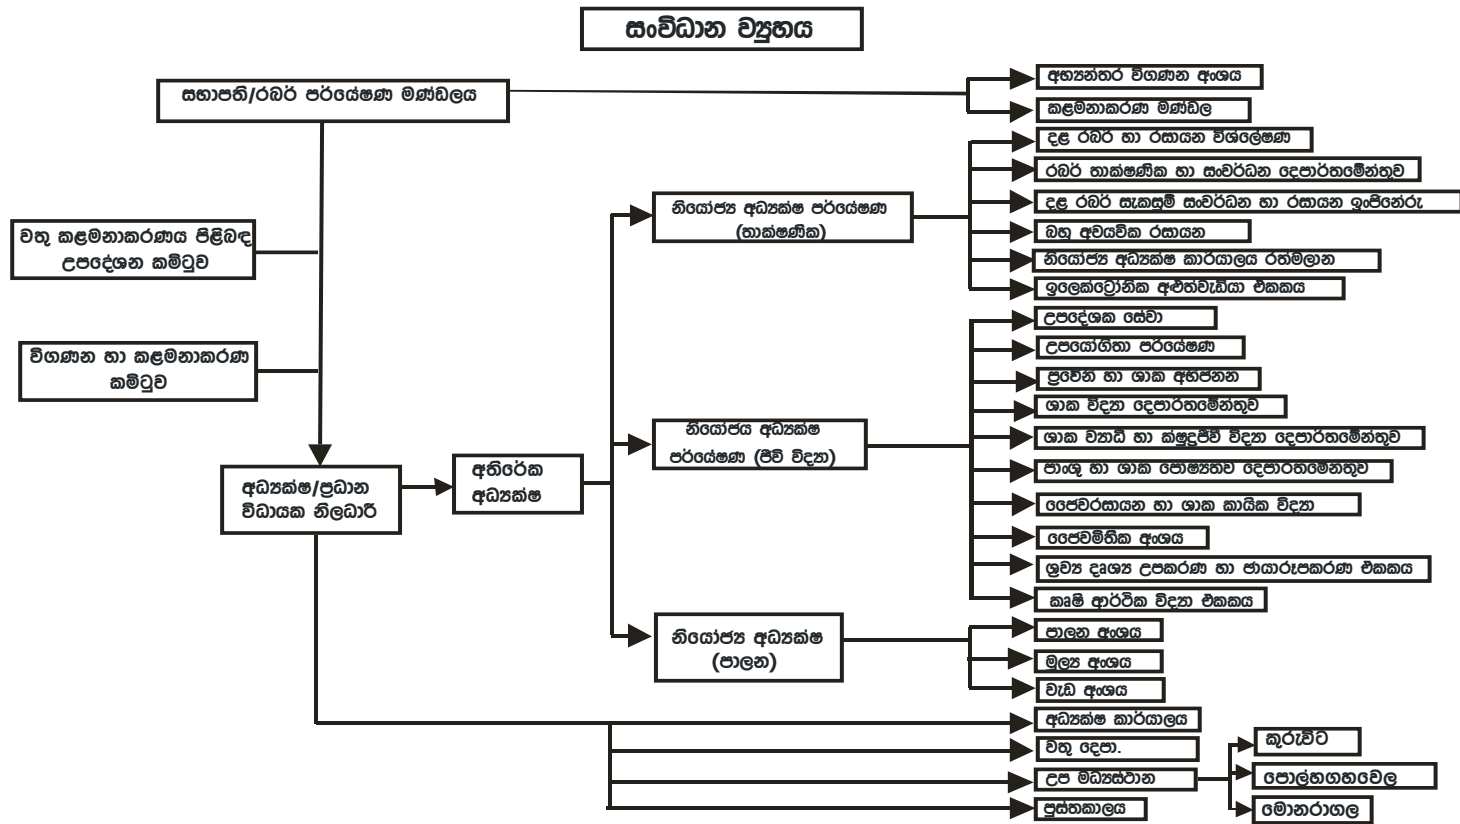 සංවිධාන ව්‍යුහය
සභාපති/රබර් පර්යේෂණ මණ්ඩලය
අභ්‍යන්තර විගණන අංශය
කළමනාකරණ මණ්ඩල
වතු කළමනාකරණය පිළිබඳ
උපදේශන කමිටුව
විගණන හා කළමනාකරණ
කමිටුව
අධ්‍යක්ෂ/ප්‍රධාන
විධායක නිලධාරී
අතිරේක
අධ්‍යක්ෂ
නියෝජ්‍ය අධ්‍යක්ෂ පර්යේෂණ
(තාක්ෂණික)
දළ රබර් හා රසායන විශ්ලේෂණ
රබර් තාක්ෂණික හා සංවර්ධන දෙපාර්තමේන්තුව
දළ රබර් සැකසුම් සංවර්ධන හා රසායන ඉංජිනේරු
බහු අවයවික රසායන
නියෝජ්‍ය අධ්‍යක්ෂ කාර්යාලය රත්මලාන
ඉලෙක්ට්‍රෝනික අළුත්වැඩියා ඒකකය
නියෝජය අධ්‍යක්ෂ
පර්යේෂණ (ජීව විද්‍යා)
උපදේශක සේවා
උපයෝගිතා පර්යේෂණ
ප්‍රවේනි හා ශාක අභිජනන
ශාක විද්‍යා දෙපාර්තමේන්තුව
ශාක ව්‍යාධි හා ක්ෂුද්‍රජීවී විද්‍යා දෙපාර්තමේන්තුව
පාංශු හා ශාක පෝෂ්‍යත්ව දෙපාර්තමේන්තුව
ජෛවරසායන හා ශාක කායික විද්‍යා
ජෛවමිතික අංශය
ශ්‍රව්‍ය දෘශ්‍ය උපකරණ හා ඡායාරූපකරණ ඒකකය
කෘෂි ආර්ථික විද්‍යා ඒකකය
නියෝජ්‍ය අධ්‍යක්ෂ
(පාලන)
පාලන අංශය
මූල්‍ය අංශය
වැඩ අංශය
අධ්‍යක්ෂ කාර්යාලය
වතු දෙපා.
උප මධ්‍යස්ථාන
පුස්තකාලය
කුරුවිට
පොල්හගහවෙල
මොනරාගල